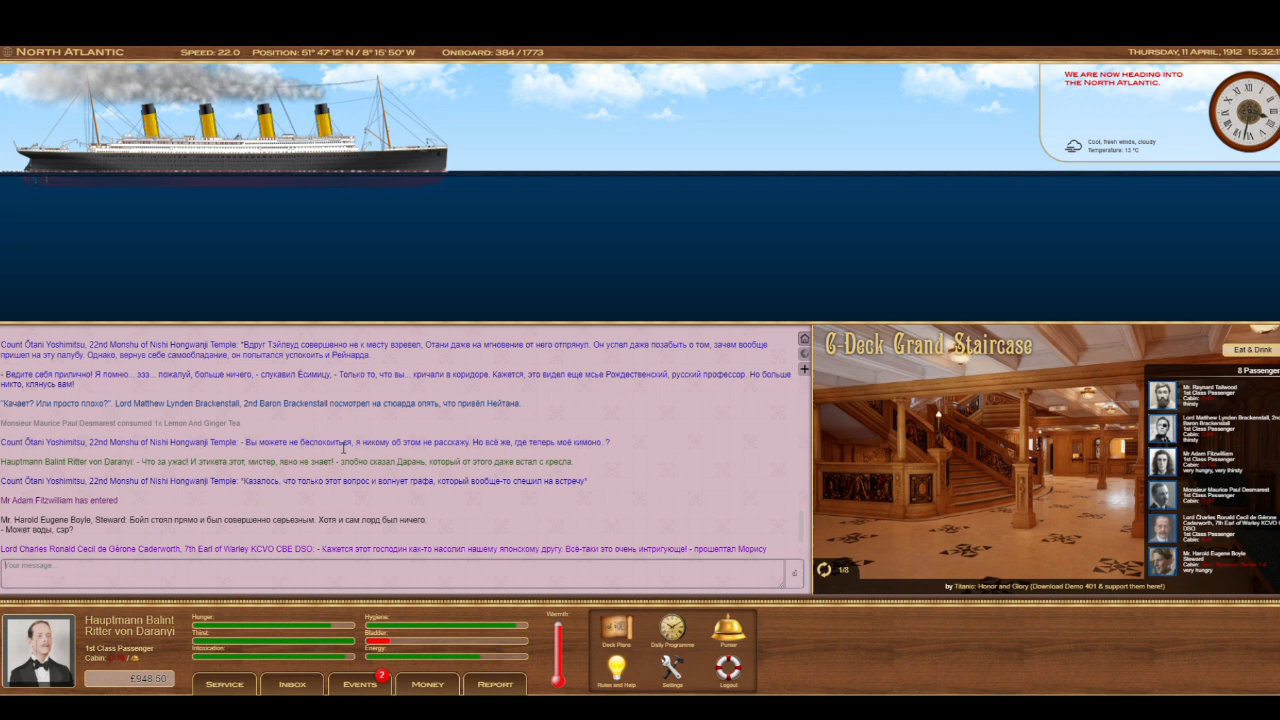 NORTH ATLANTIC
SPEED: 22.0 POSITION: 51° 47' 12" N / 8° 15' 50" W ONBOARD: 384 / 1773
THURSDAY, 11 APRIL, 1912 15:32:1
WE ARE NOW HEADING INTO
THE NORTH ATLANTIC.
Cool, fresh winds, cloudy
Temperature: 13 °C
Count Ōtani Yoshimitsu, 22nd Monshu of Nishi Hongwanji Temple: *Вдруг Тэйлвуд совершенно не к месту взревел, Отани даже на мгновение от него отпрянул. Он успел даже позабыть о том, зачем вообще
пришел на эту палубу. Однако, вернув себе самообладание, он попытался успокоить и Рейнарда.
- Ведите себя прилично! Я помню... эээ... пожалуй, больше ничего, - слукавил Ёсимицу, - Только то, что вы... кричали в коридоре. Кажется, это видел еще мсье Рождественский, русский профессор. Но больше
никто, клянусь вам!
"Качает? Или просто плохо?". Lord Matthew Lynden Brackenstall, 2nd Baron Brackenstall посмотрел на стюарда опять, что привёл Нейтана.
Monsieur Maurice Paul Desmarest consumed 1x Lemon And Ginger Tea
Count Ōtani Yoshimitsu, 22nd Monshu of Nishi Hongwanji Temple: - Вы можете не беспокоиться, я никому об этом не расскажу. Но всё же, где теперь моё кимоно..?
Hauptmann Balint Ritter von Daranyi: - Что за ужас! И этикета этот, мистер, явно не знает! - злобно сказал Дарань, который от этого даже встал с кресла.
Count Ōtani Yoshimitsu, 22nd Monshu of Nishi Hongwanji Temple: *Казалось, что только этот вопрос и волнует графа, который вообще-то спешил на встречу*
Mr Adam Fitzwilliam has entered
Mr. Harold Eugene Boyle, Steward: Бойл стоял прямо и был совершенно серьезным. Хотя и сам лорд был ничего.
- Может воды, сэр?
Lord Charles Ronald Cecil de Gérone Caderworth, 7th Earl of Warley KCVO CBE DSO: - Кажется этот господин как-то насолил нашему японскому другу. Всё-таки это очень интригующе! - прошептал Морису
Your message...
C-Deck Grand Staircase
Eat & Drink
8 Passenger
Mr. Raynard Tailwood
1st Class Passenger
Cabin:
thirsty
Lord Matthew Lynden Brackenstall, 2n
Baron Brackenstall
1st Class Passenger
Cabin:
thirsty
Mr Adam Fitzwilliam
1st Class Passenger
Cabin:
very hungry, very thirsty
Monsieur Maurice Paul Desmarest
1st Class Passenger
Cabin:
Lord Charles Ronald Cecil de Gérone
Caderworth, 7th Earl of Warley KCVO CBE
DSO
1st Class Passenger
Cabin:
Mr. Harold Eugene Boyle
Steward
Cabin:
very hungry
1/8
by Titanic: Honor and Glory (Download Demo 401 & support them here!)
Hauptmann Balint
Ritter von Daranyi
1st Class Passenger
Cabin:
£948.50
Hunger:
Thirst:
Intoxication:
Hygiene:
Bladder:
Energy:
Warmth:
SERVICE
INBOX
EVENTS
2
MONEY
REPORT
Deck Plans
Daily Programme
Purser
Rules and Help
Settings
Logout